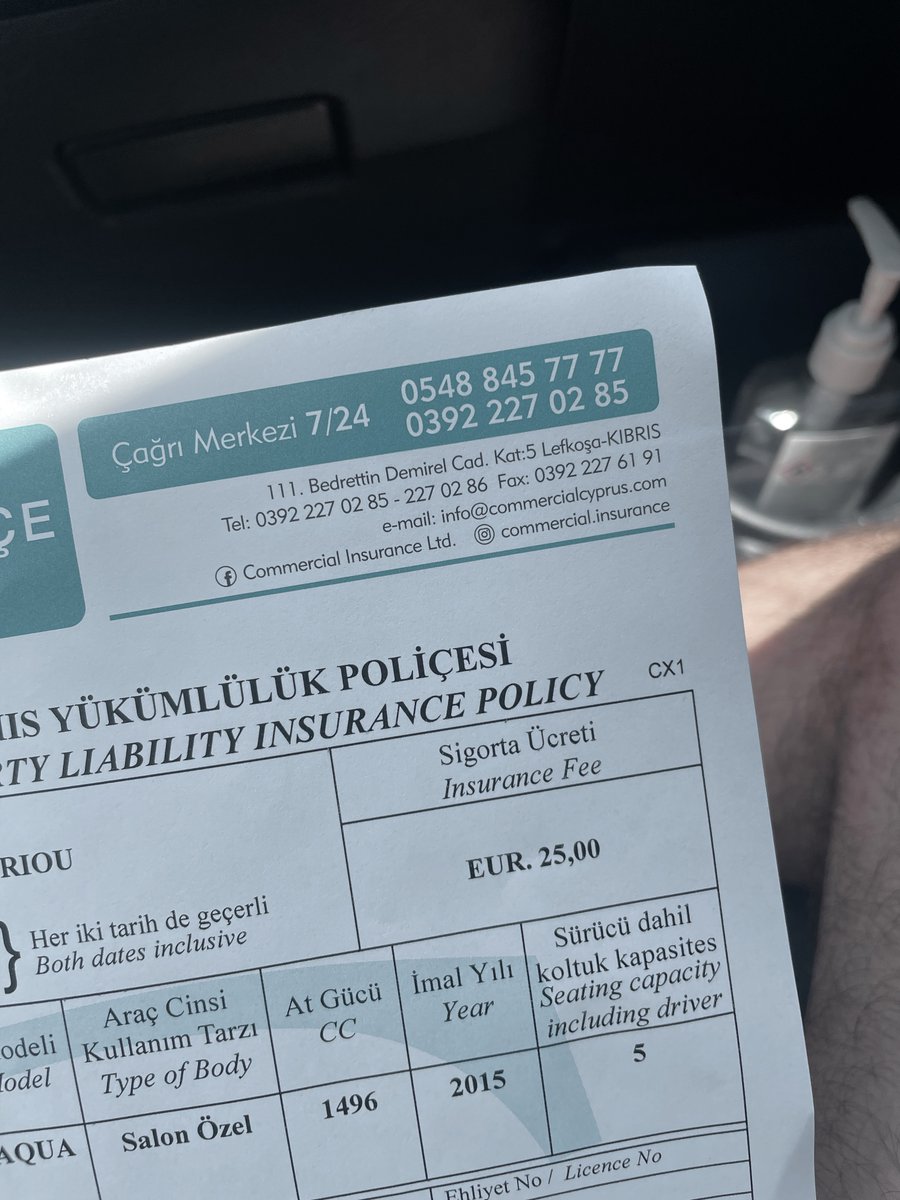 ÇE
Çağrı Merkezi 7/24
0548 845 77 77
0392 227 02 85
111. Bedrettin Demirel Cad. Kat:5 Lefkoşa-KIBRIS
Tel: 0392 227 02 85 - 227 02 86 Fax: 0392 227 61 91
e-mail: info@commercialcyprus.com
Commercial Insurance Ltd. commercial.insurance
IIS YÜKÜMLÜLÜK POLİÇESİ
RTY LIABILITY INSURANCE POLICY
CX1
Sigorta Ücreti
Insurance Fee
RIOU
EUR. 25,00
Her iki tarih de geçerli
Both dates inclusive
odeli
odel
Araç Cinsi
Kullanım Tarzı
Type of Body
At Gücü
CC
İmal Yılı
Year
Sürücü dahil
koltuk kapasites
Seating capacity
including driver
AQUA
Salon Özel
1496
2015
5
Ehliyet No / Licence No